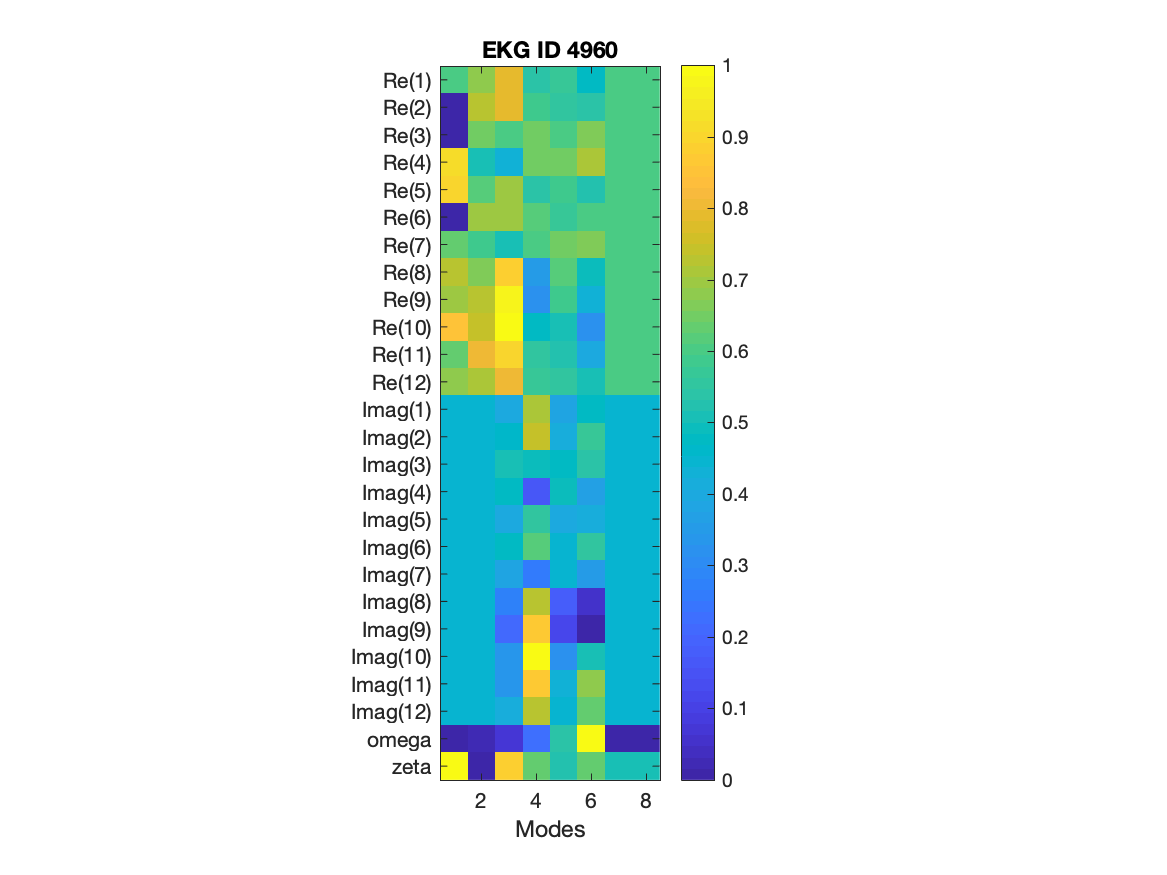 EKG ID 4960
Re(1)
Re(2)
Re(3)
Re(4)
Re(5)
Re(6)
Re(7)
Re(8)
Re(9)
Re(10)
Re(11)
Re(12)
Imag(1)
Imag(2)
Imag(3)
Imag(4)
Imag(5)
Imag(6)
Imag(7)
Imag(8)
Imag(9)
Imag(10)
Imag(11)
Imag(12)
omega
zeta
2 4 6 8
Modes
1
0.9
0.8
0.7
0.6
0.5
0.4
0.3
0.2
0.1
0